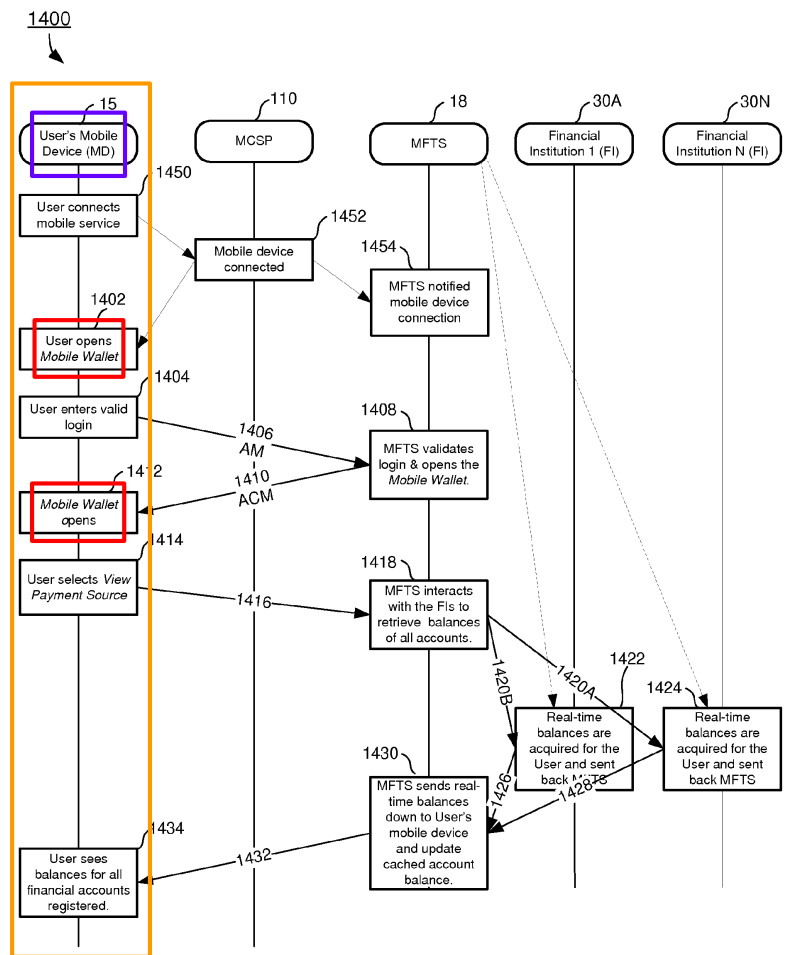 1400
15
110
18
30A
30N
User's Mobile
Device (MD)
MCSP
MFTS
Financial
Institution 1 (FI)
Financial
Institution N (FI)
1450
User connects
mobile service
1452
Mobile device
connected
1454
MFTS notified
mobile device
connection
1402
User opens
Mobile Wallet
1404
User enters valid
login
1406
AM
1408
MFTS validates
login & opens the
Mobile Wallet.
1410
ACM
1412
Mobile Wallet
opens
1414
User selects View
Payment Source
1416
1418
MFTS interacts
with the FIs to
retrieve balances
of all accounts.
1420B
1420A
1422
Real-time
balances are
acquired for the
User and sent
back MFTS
1424
Real-time
balances are
acquired for the
User and sent
back MFTS
1426
1428
1430
MFTS sends real-
time balances
down to User's
mobile device
and update
cached account
balance.
1432
1434
User sees
balances for all
financial accounts
registered.